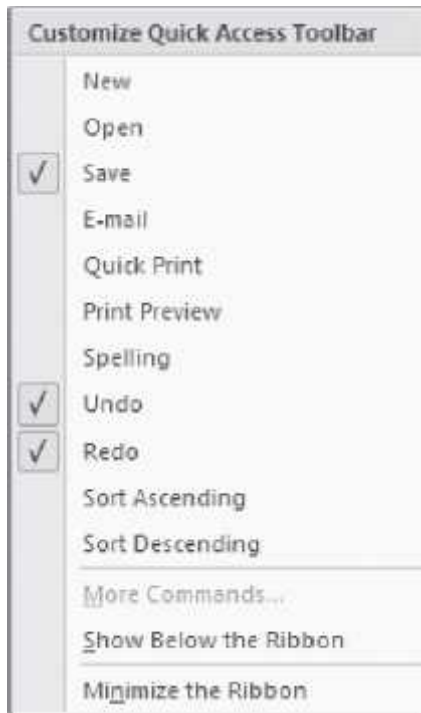 Customize Quick Access Toolbar
New
Open
Save
E-mail
Quick Print
Print Preview
Spelling
Undo
Redo
Sort Ascending
Sort Descending
More Commands...
Show Below the Ribbon
Minimize the Ribbon